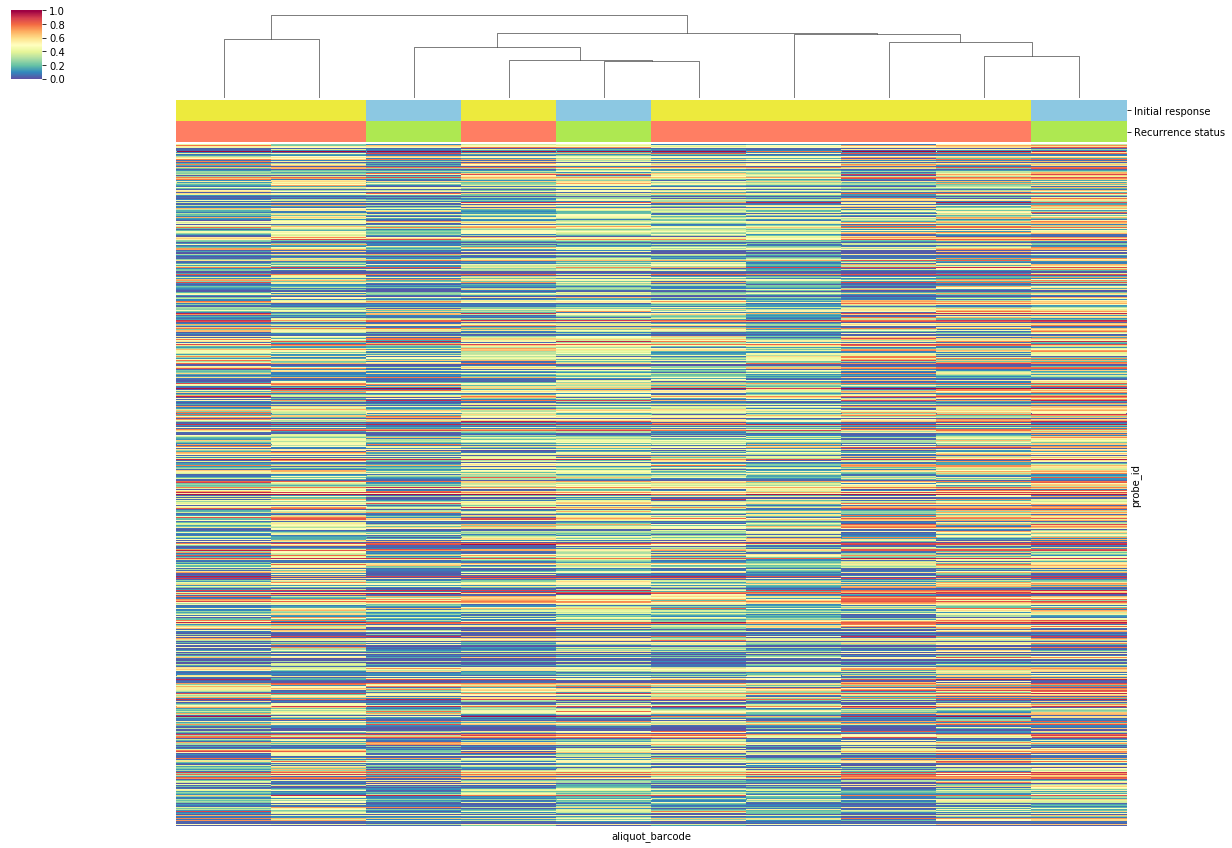 1.0
0.8
0.6
0.4
0.2
0.0
Initial response
Recurrence status
probe_id
aliquot_barcode